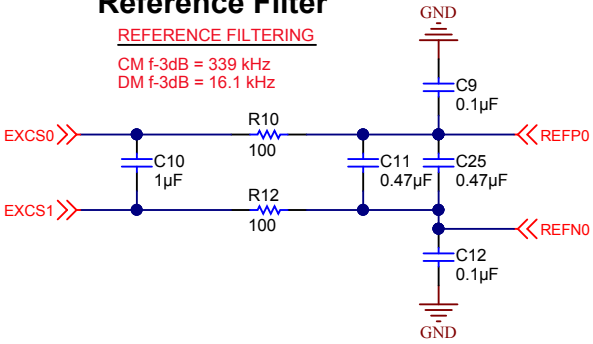 Reference Filter
GND
REFERENCE FILTERING
CM f-3dB = 339 kHz
DM f-3dB = 16.1 kHz
C9
0.1µF
R10
EXCS0
REFP0
100
C10
1µF
C11
0.47µF
C25
0.47µF
R12
EXCS1
100
REFN0
C12
0.1µF
GND